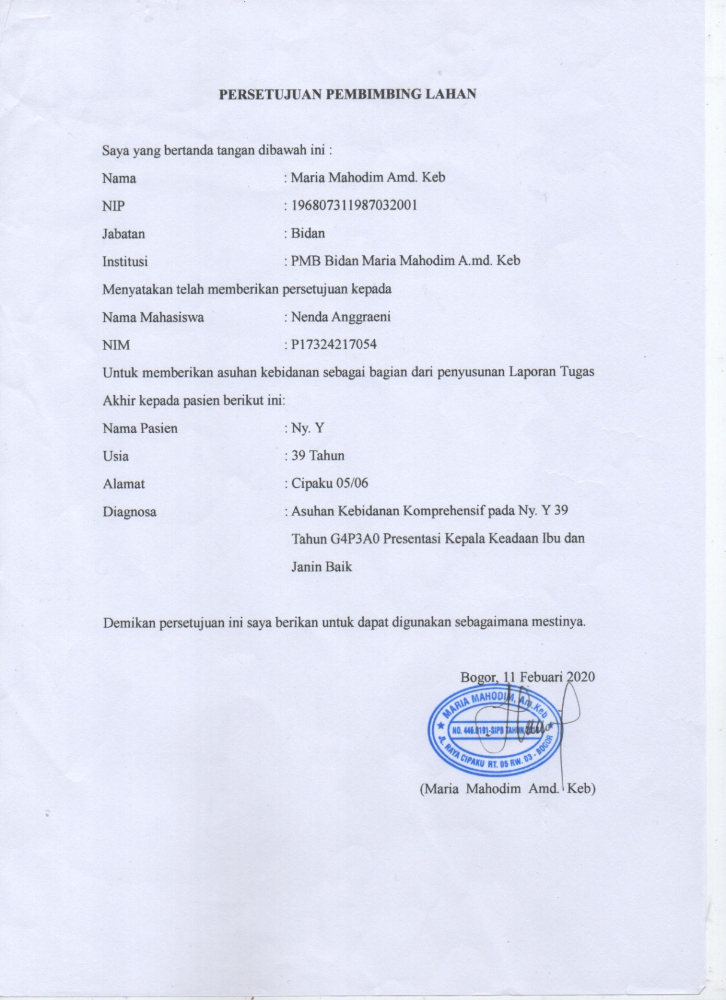 PERSETUJUAN PEMBIMBING LAHAN
Saya yang bertanda tangan dibawah ini :
Nama : Maria Mahodim Amd. Keb
NIP : 196807311987032001
Jabatan : Bidan
Institusi : PMB Bidan Maria Mahodim A.md. Keb
Menyatakan telah memberikan persetujuan kepada
Nama Mahasiswa : Nenda Anggraeni
NIM : P17324217054
Untuk memberikan asuhan kebidanan sebagai bagian dari penyusunan Laporan Tugas
Akhir kepada pasien berikut ini:
Nama Pasien : Ny. Y
Usia : 39 Tahun
Alamat : Cipaku 05/06
Diagnosa : Asuhan Kebidanan Komprehensif pada Ny. Y 39
Tahun G4P3A0 Presentasi Kepala Keadaan Ibu dan
Janin Baik
Demikan persetujuan ini saya berikan untuk dapat digunakan sebagaimana mestinya.
Bogor, 11 Febuari 2020
MARIA MAHODIM, Am.Keb
NO. 446.0191-SIPB TAHUN
JL. RAYA CIPAKU RT. 05 RW. 03 - BOGOR
(Maria Mahodim Amd. Keb)